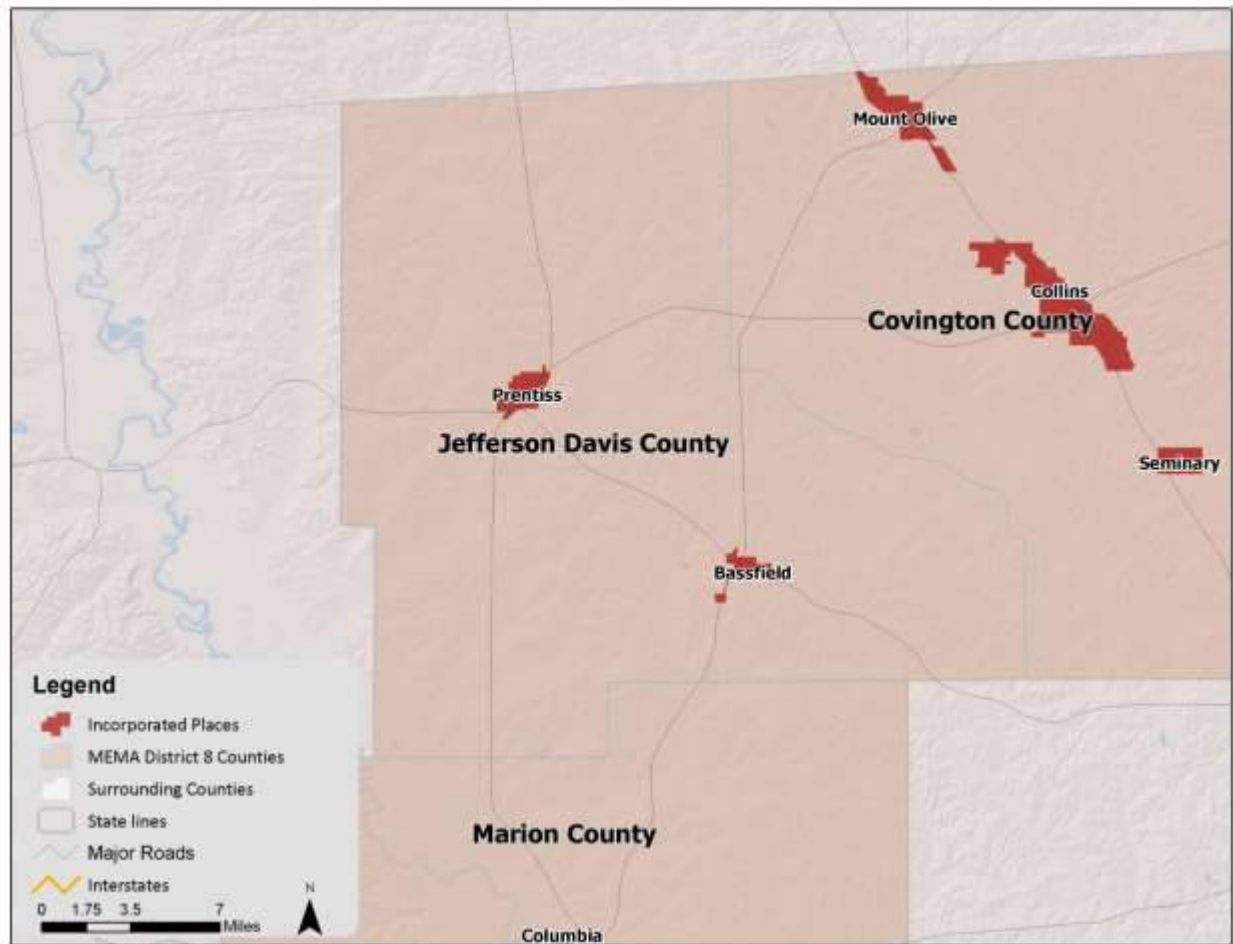 Mount Olive
Collins
Covington County
Prentiss
Jefferson Davis County
Seminary
Bassfield
Legend
Incorporated Places
MEMA District 8 Counties
Surrounding Counties
State lines
Major Roads
Interstates
N
0 1.75 3.5 7
Miles
Marion County
Columbia